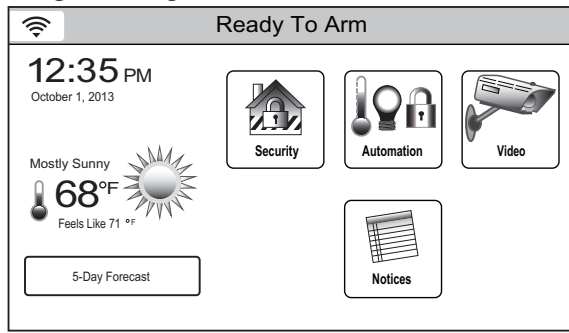 Ready To Arm
12:35 PM
October 1, 2013
Mostly Sunny
68°F
Feels Like 71 °F
5-Day Forecast
Security
Automation
Video
Notices